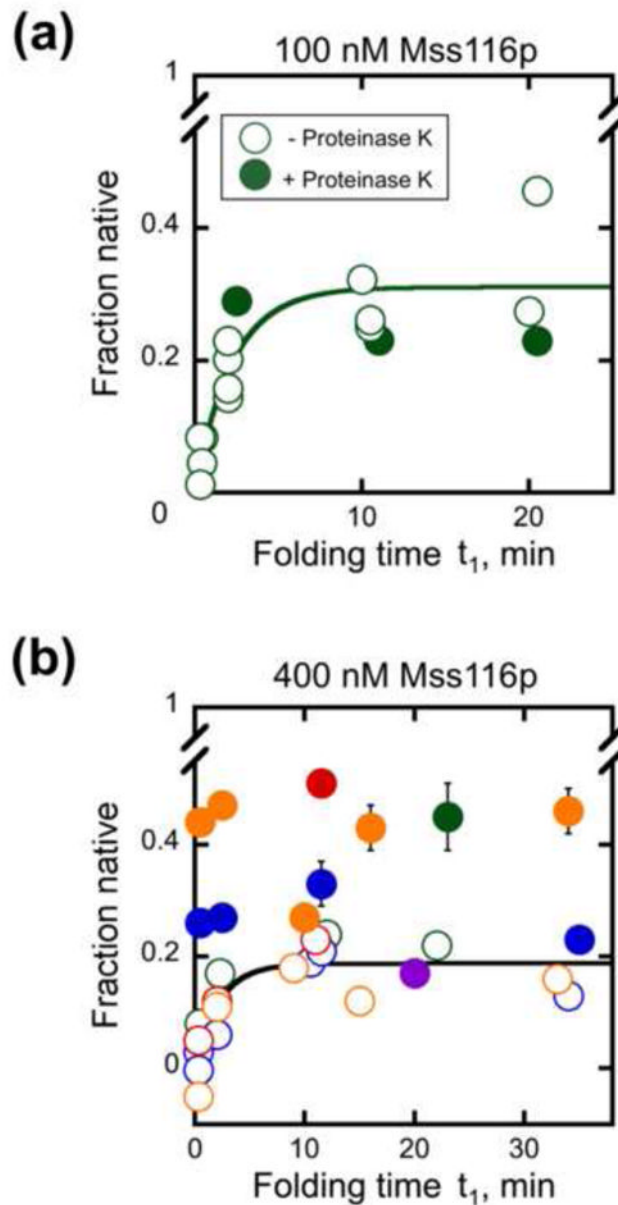 (a)
100 nM Mss116p
1
- Proteinase K
+ Proteinase K
0.4
0.2
0
10
20
Fraction native
Folding time t₁, min
(b)
400 nM Mss116p
1
0.4
0.2
0
0
10
20
30
Fraction native
Folding time t₁, min